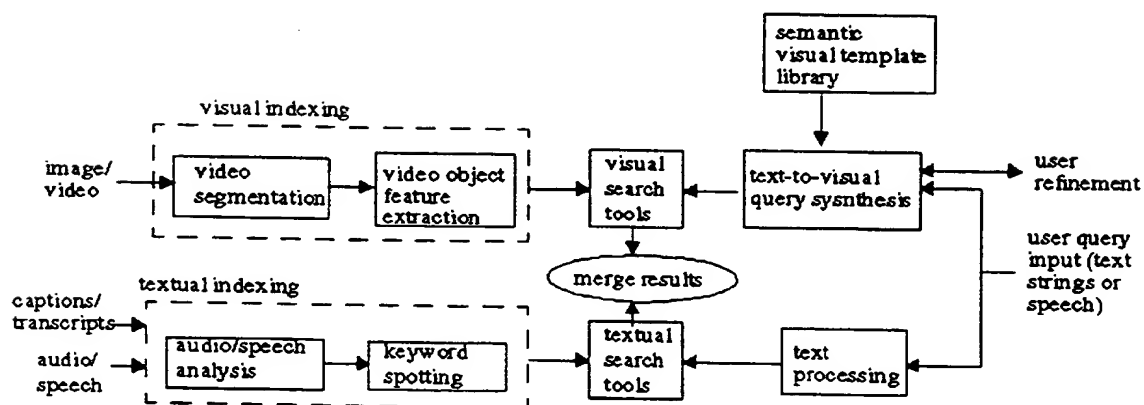 semantic
visual template
library
visual indexing
image/
video
video
segmentation
video object
feature
extraction
visual
search
tools
text-to-visual
query sysnthesis
user
refinement
merge results
user query
input (text
strings or
speech)
textual indexing
captions/
transcripts
audio/
speech
audio/speech
analysis
keyword
spotting
textual
search
tools
text
processing